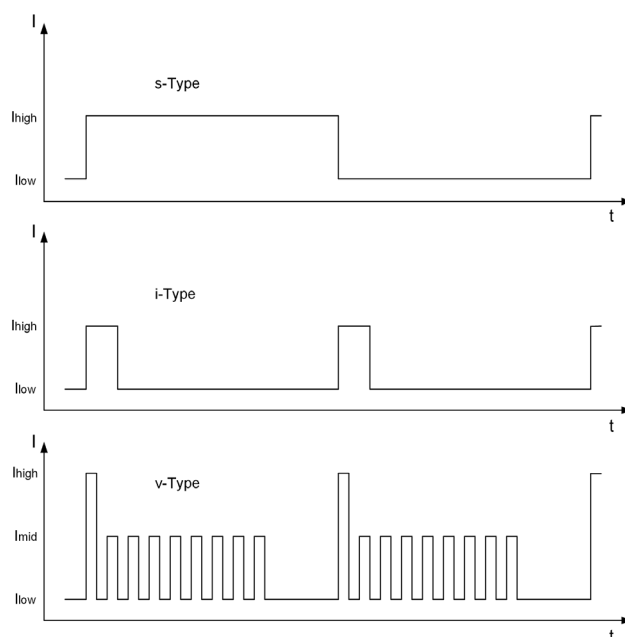 I
s-Type
Ihigh
Ilow
t
I
i-Type
Ihigh
Ilow
t
I
Ihigh
v-Type
Imid
Ilow
t